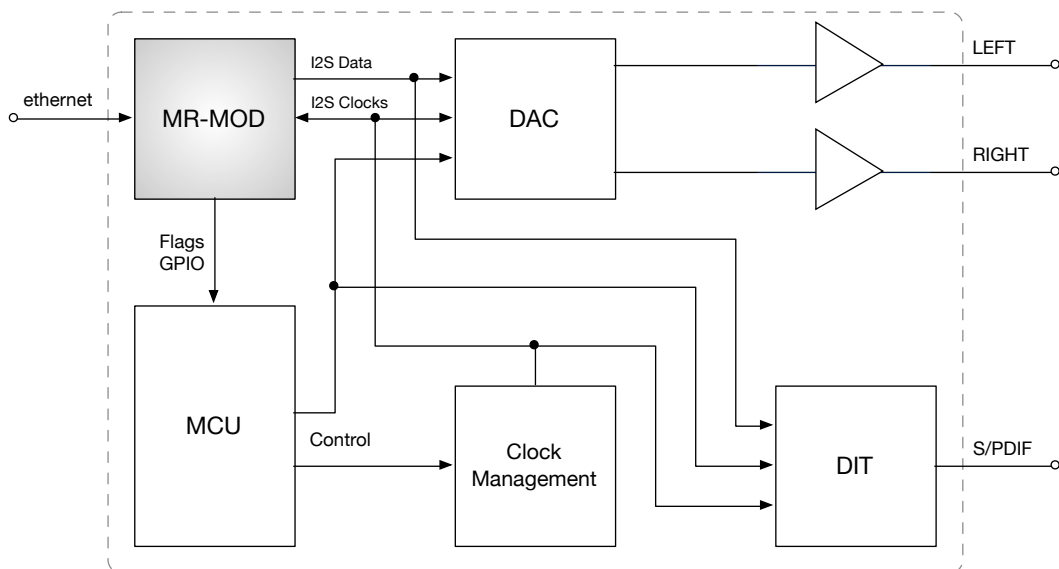 I2S Data
LEFT
ethernet
I2S Clocks
MR-MOD
DAC
RIGHT
Flags
GPIO
MCU
Control
Clock
Management
DIT
S/PDIF